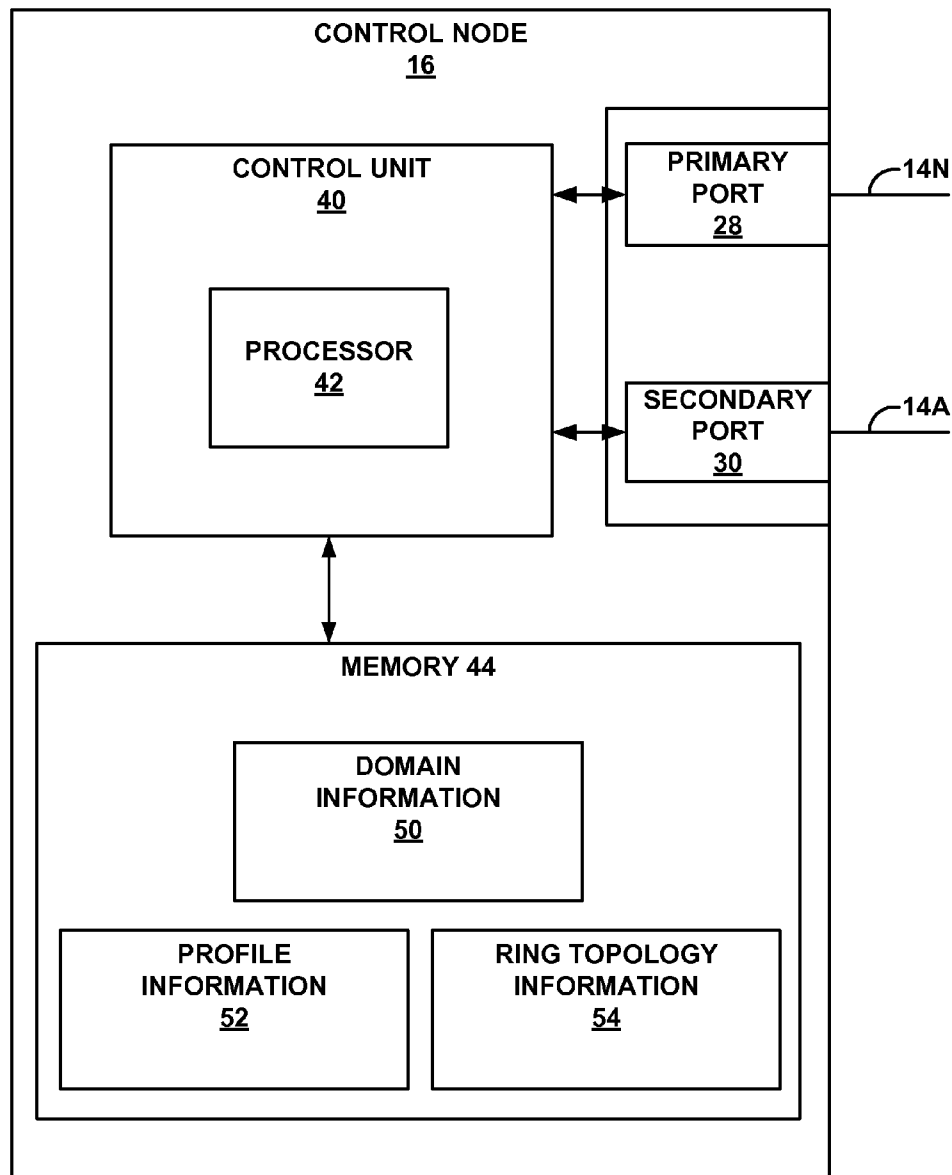 CONTROL NODE
16
CONTROL UNIT
40
PROCESSOR
42
PRIMARY
PORT
28
14N
SECONDARY
PORT
30
14A
MEMORY 44
DOMAIN
INFORMATION
50
PROFILE
INFORMATION
52
RING TOPOLOGY
INFORMATION
54